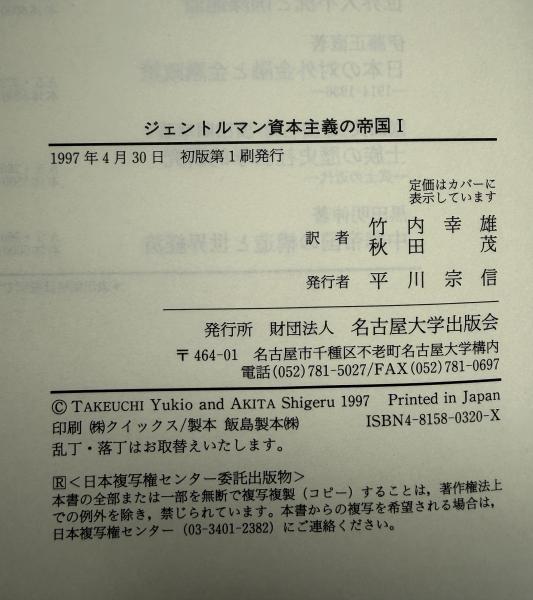 ジェントルマン資本主義の帝国Ⅰ
1997年4月30日 初版第1刷発行
定価はカバーに
表示しています
訳者 竹内幸雄
秋田茂
発行者 平川宗信
発行所 財団法人 名古屋大学出版会
〒464-01 名古屋市千種区不老町名古屋大学構内
電話(052)781-5027/FAX(052)781-0697
© TAKEUCHI Yukio and AKITA Shigeru 1997 Printed in Japan
印刷 ㈱クイックス/製本 飯島製本㈱ ISBN4-8158-0320-X
乱丁・落丁はお取替えいたします。
🅁<日本複写権センター委託出版物>
本書の全部または一部を無断で複写複製(コピー)することは,著作権法上
での例外を除き,禁じられています。本書からの複写を希望される場合は,
日本複写権センター(03-3401-2382)にご連絡ください。